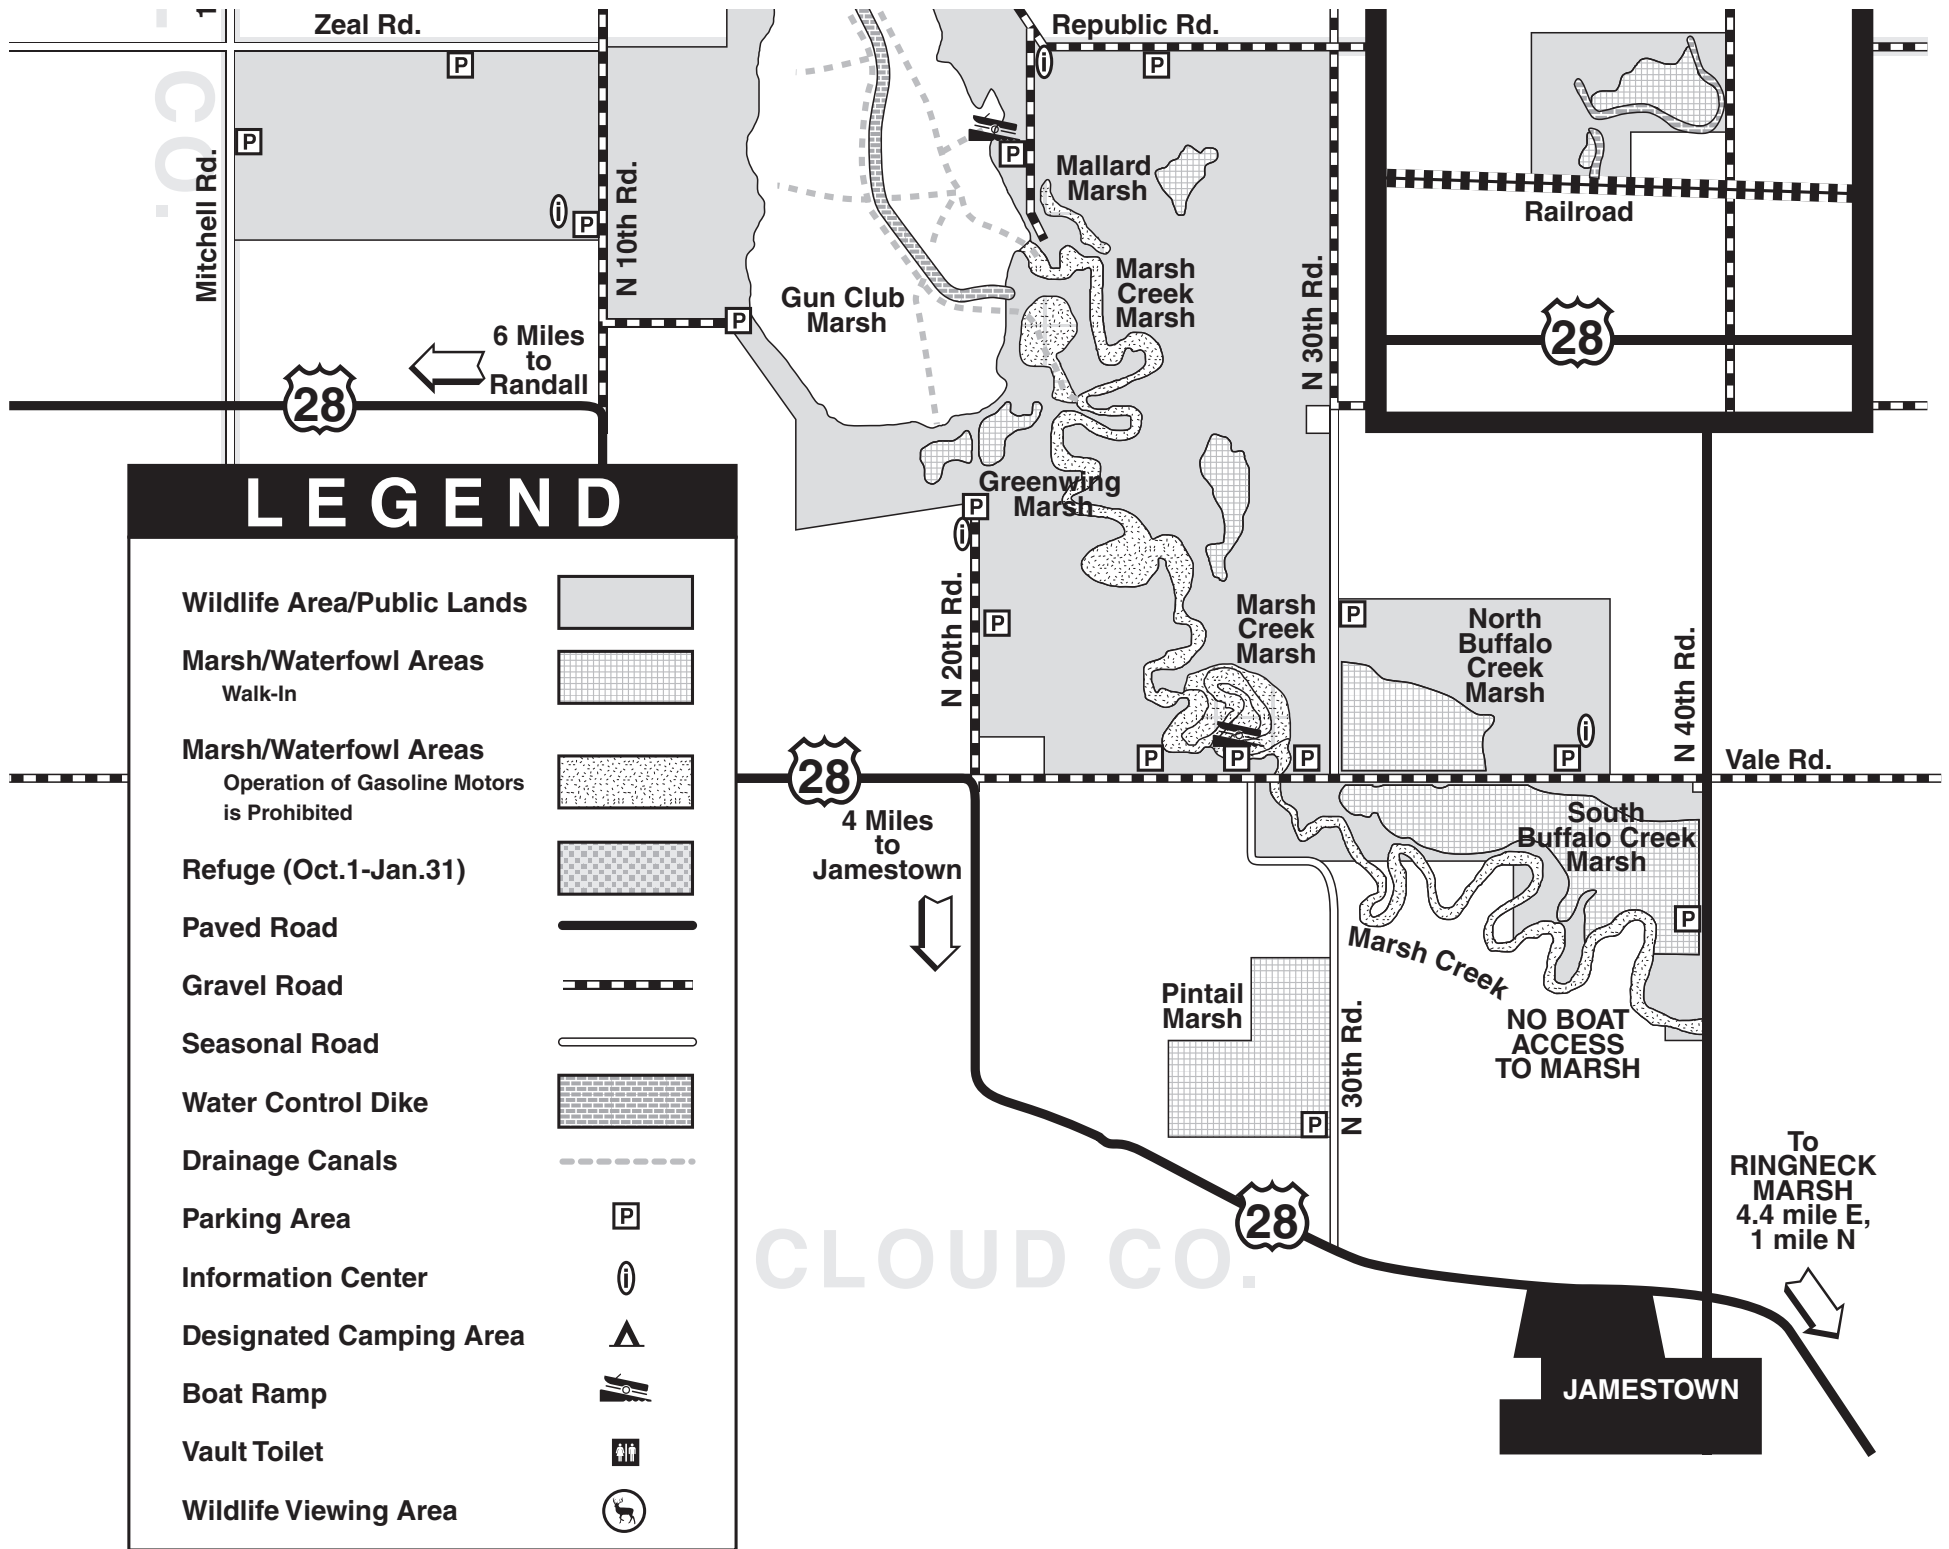 Zeal Rd.
Republic Rd.
CO.
Mitchell Rd.
N 10th Rd.
Mallard
Marsh
Railroad
Marsh
Creek
Marsh
Gun Club
Marsh
N 30th Rd.
6 Miles
to
Randall
28
28
Greenwing
Marsh
LEGEND
Wildlife Area/Public Lands
Marsh/Waterfowl Areas
Walk-In
Marsh/Waterfowl Areas
Operation of Gasoline Motors
is Prohibited
Refuge (Oct.1-Jan.31)
Paved Road
Gravel Road
Seasonal Road
Water Control Dike
Drainage Canals
Parking Area
P
Information Center
i
Designated Camping Area
Boat Ramp
Vault Toilet
Wildlife Viewing Area
P
P
i
P
P
i
P
P
P
i
P
P
P
P
P
P
i
P
P
P
N 20th Rd.
Marsh
Creek
Marsh
North
Buffalo
Creek
Marsh
N 40th Rd.
Vale Rd.
28
4 Miles
to
Jamestown
South
Buffalo Creek
Marsh
Marsh Creek
Pintail
Marsh
N 30th Rd.
NO BOAT
ACCESS
TO MARSH
To
RINGNECK
MARSH
4.4 mile E,
1 mile N
28
CLOUD CO.
JAMESTOWN